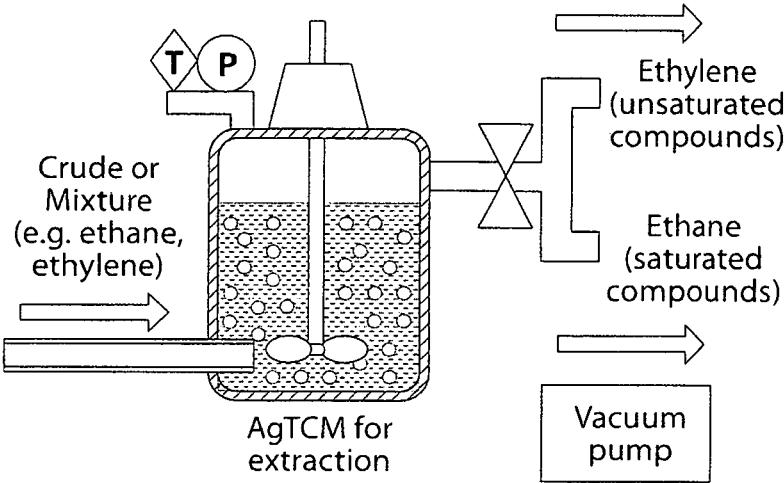 T P
Crude or
Mixture
(e.g. ethane,
ethylene)
Ethylene
(unsaturated
compounds)
Ethane
(saturated
compounds)
AgTCM for
extraction
Vacuum
pump